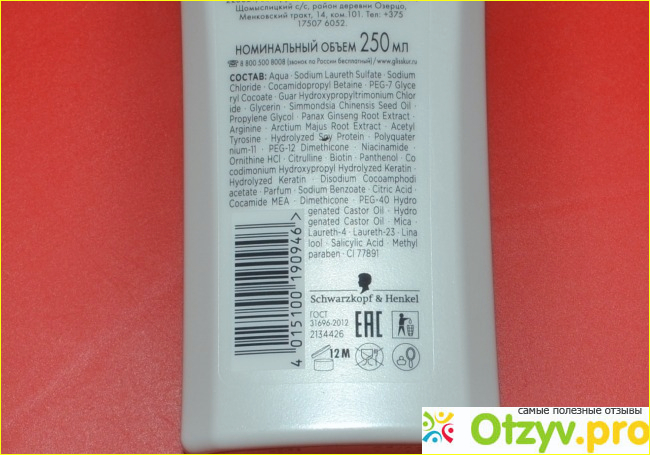 Щомыслицкий с/с, район деревни Озерцо,
Менковский тракт, 14, ком.101. Тел: +375
17507 6052.
НОМИНАЛЬНЫЙ ОБЪЕМ 250 МЛ
☎ 8 800 500 8008 (звонок по России бесплатный)/www.gliskur.ru
СОСТАВ: Aqua · Sodium Laureth Sulfate · Sodium
Chloride · Cocamidopropyl Betaine · PEG-7 Glyce
ryl Cocoate · Guar Hydroxypropyltrimonium Chlor
ide · Glycerin · Simmondsia Chinensis Seed Oil ·
Propylene Glycol · Panax Ginseng Root Extract ·
Arginine · Arctium Majus Root Extract · Acetyl
Tyrosine · Hydrolyzed Soy Protein · Polyquater
nium-11 · PEG-12 Dimethicone · Niacinamide ·
Ornithine HCl · Citrulline · Biotin · Panthenol · Co
codimonium Hydroxypropyl Hydrolyzed Keratin ·
Hydrolyzed Keratin · Disodium Cocoamphodi
acetate · Parfum · Sodium Benzoate · Citric Acid ·
Cocamide MEA · Dimethicone · PEG-40 Hydro
genated Castor Oil · Hydro
genated Castor Oil · Mica ·
Laureth-4 · Laureth-23 · Lina
lool · Salicylic Acid · Methyl
paraben · CI 77891
4 015100 190946 >
Schwarzkopf & Henkel
ГОСТ
31696-2012
2134426
EAC
12 M
самые полезные отзывы
Otzyv.pro